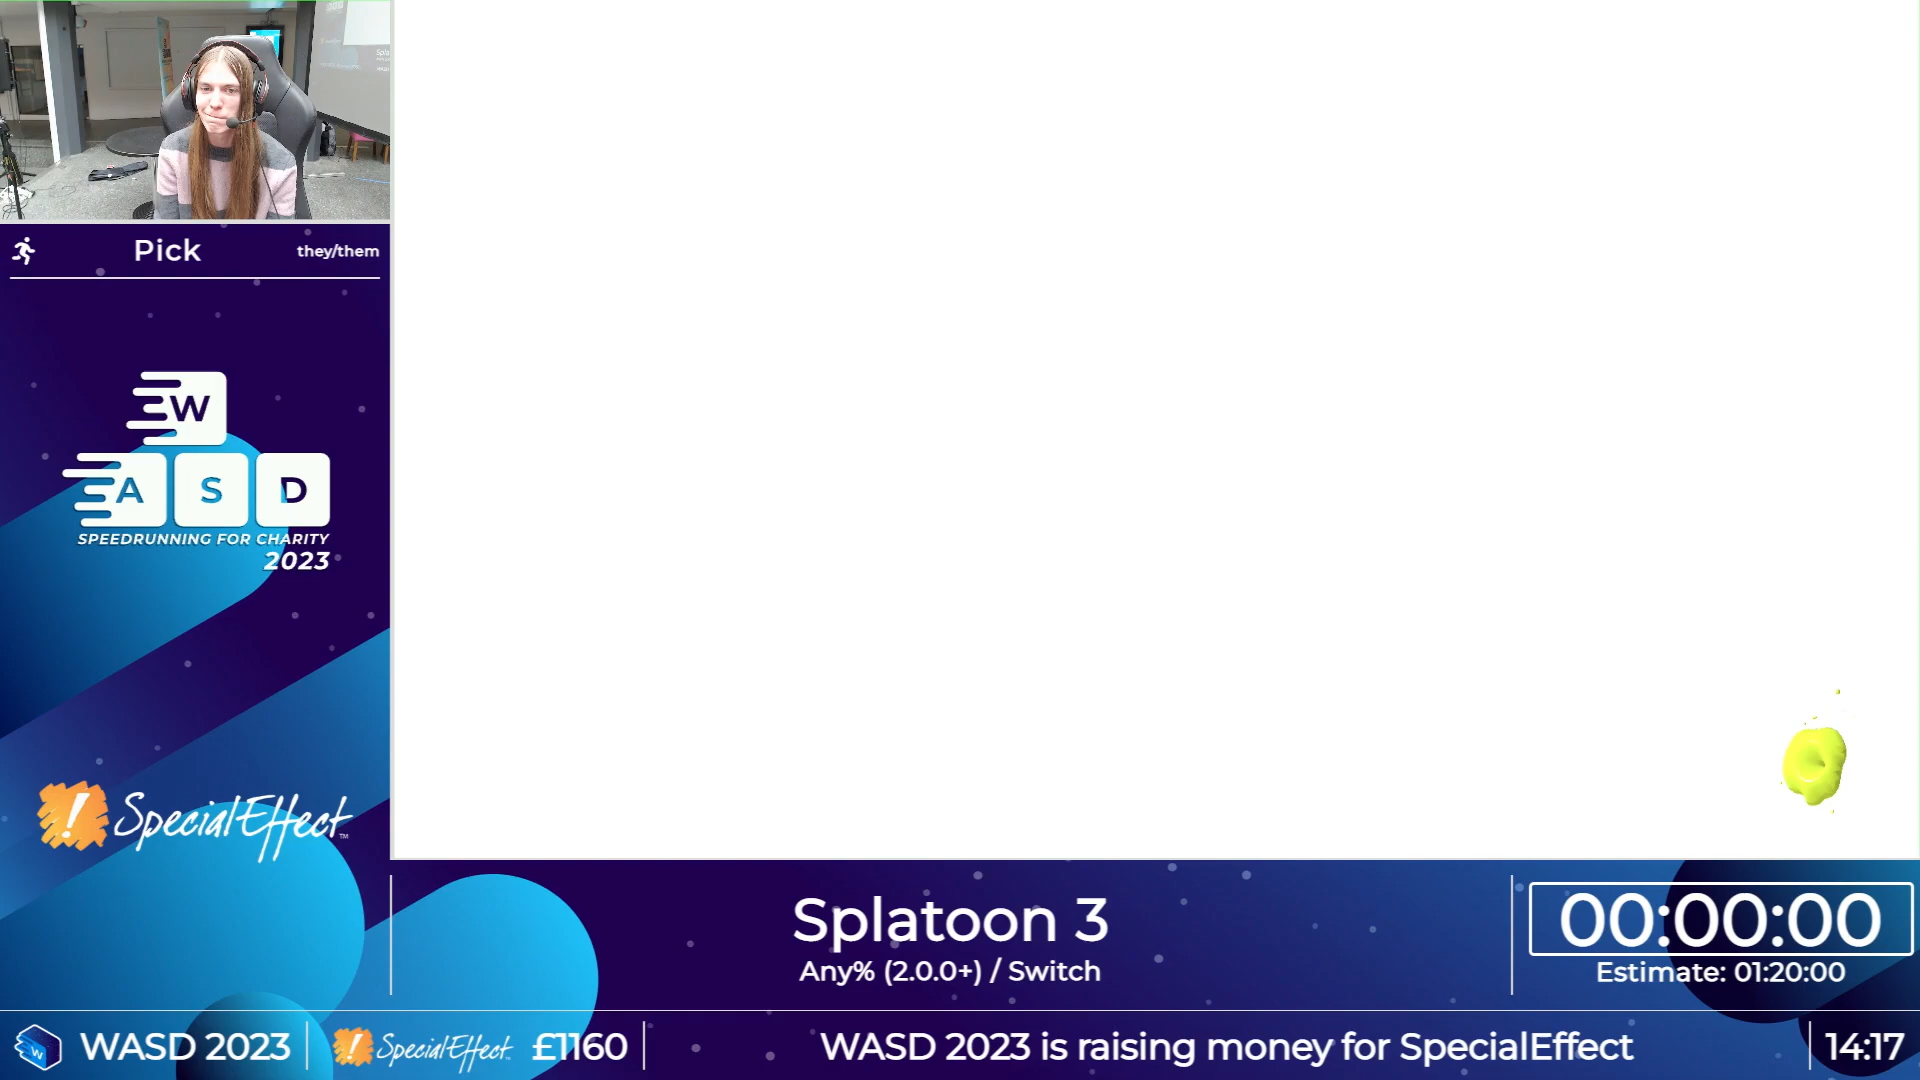 Pick
they/them
W
A S D
SPEEDRUNNING FOR CHARITY
2023
! SpecialEffect™
Splatoon 3
Any% (2.0.0+) / Switch
00:00:00
Estimate: 01:20:00
W WASD 2023
! SpecialEffect £1160
WASD 2023 is raising money for SpecialEffect
14:17